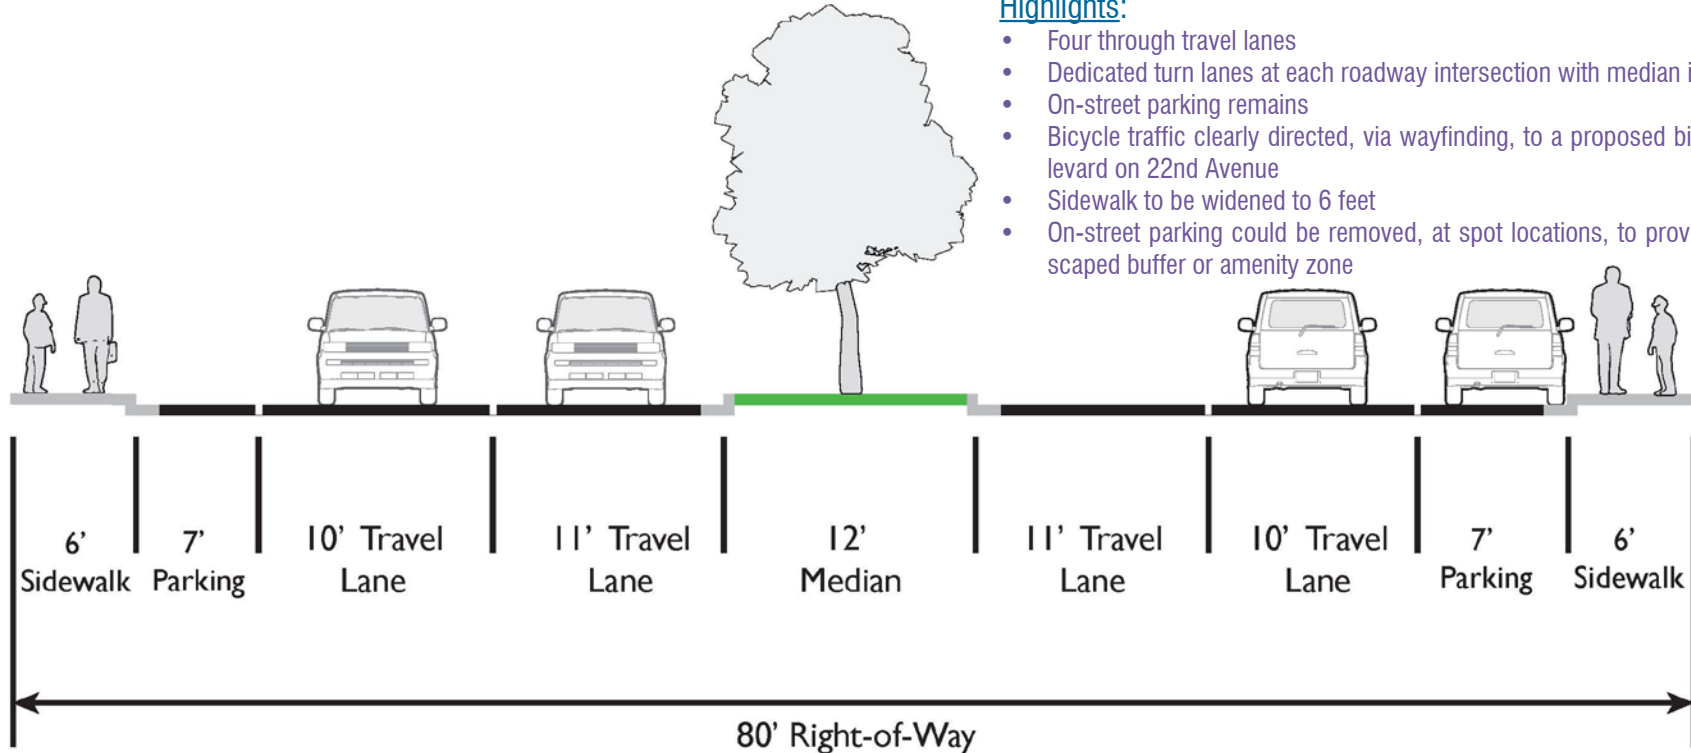 Highlights:
• Four through travel lanes
• Dedicated turn lanes at each roadway intersection with median i
• On-street parking remains
• Bicycle traffic clearly directed, via wayfinding, to a proposed bi
levard on 22nd Avenue
• Sidewalk to be widened to 6 feet
• On-street parking could be removed, at spot locations, to prov
scaped buffer or amenity zone
6’ 7’ 10’ Travel 11’ Travel 12’ 11’ Travel 10’ Travel 7’ 6’
Sidewalk Parking Lane Lane Median Lane Lane Parking Sidewalk
80’ Right-of-Way